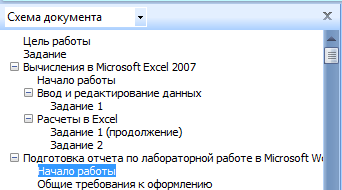 Схема документа
Цель работы
Задание
Вычисления в Microsoft Excel 2007
Начало работы
Ввод и редактирование данных
Задание 1
Расчеты в Excel
Задание 1 (продолжение)
Задание 2
Подготовка отчета по лабораторной работе в Microsoft Wo
Начало работы
Общие требования к оформлению